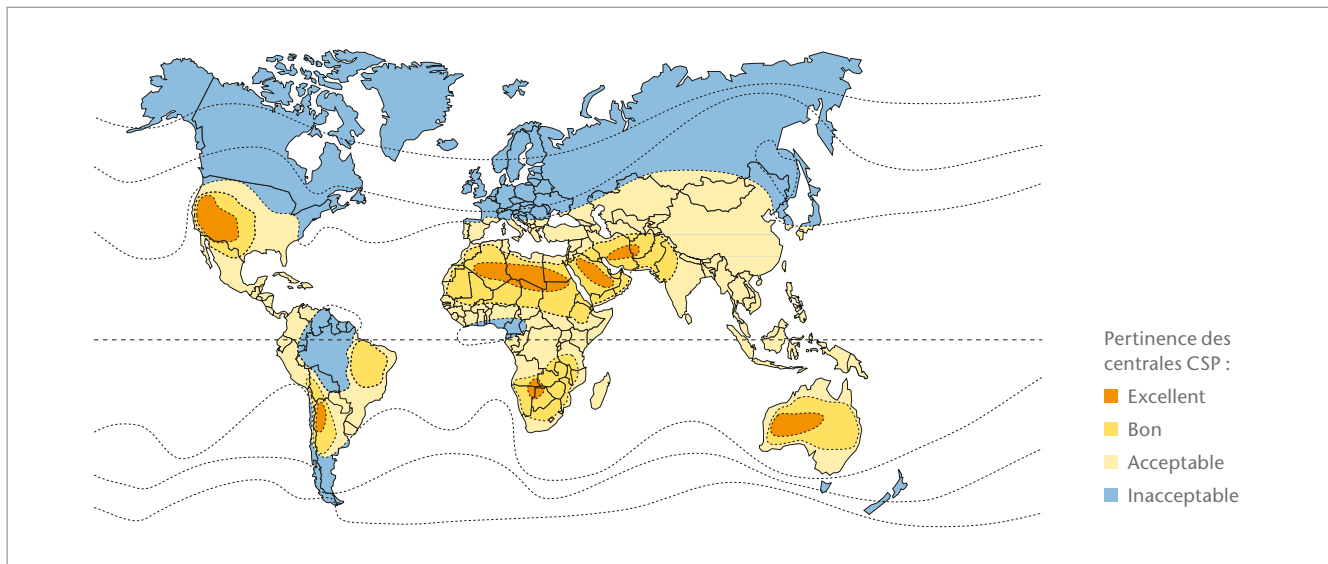 Pertinence des
centrales CSP :
Excellent
Bon
Acceptable
Inacceptable